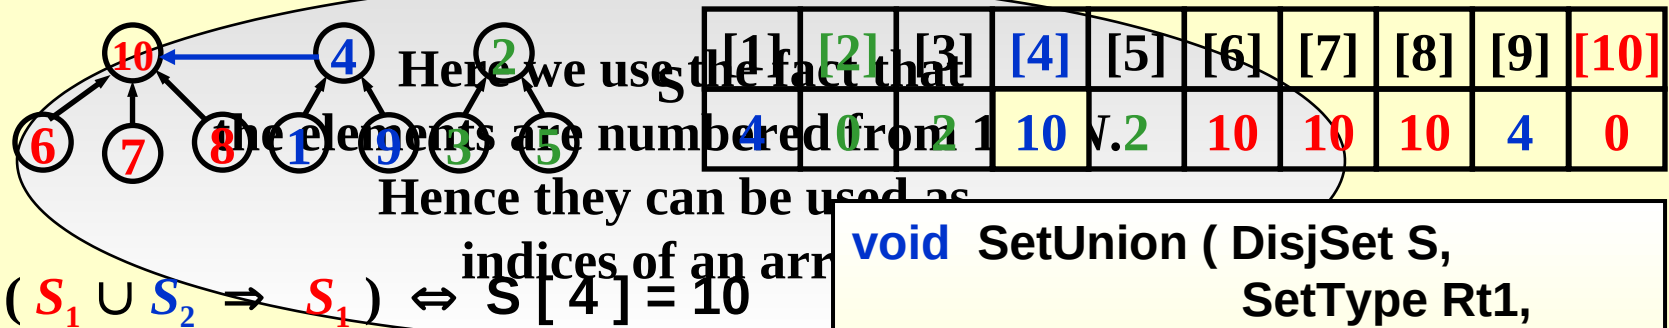 10 4 2
6 7 8 1 9 3 5
Here we use the fact that
the elements are numbered from 1 N.
Hence they can be used as
indices of an arr
S
[1] [2] [3] [4] [5] [6] [7] [8] [9] [10]
4 0 2 10 2 10 10 10 4 0
( S1 ∪ S2 ⇒ S1 ) ⇔ S [ 4 ] = 10
void SetUnion ( DisjSet S,
SetType Rt1,